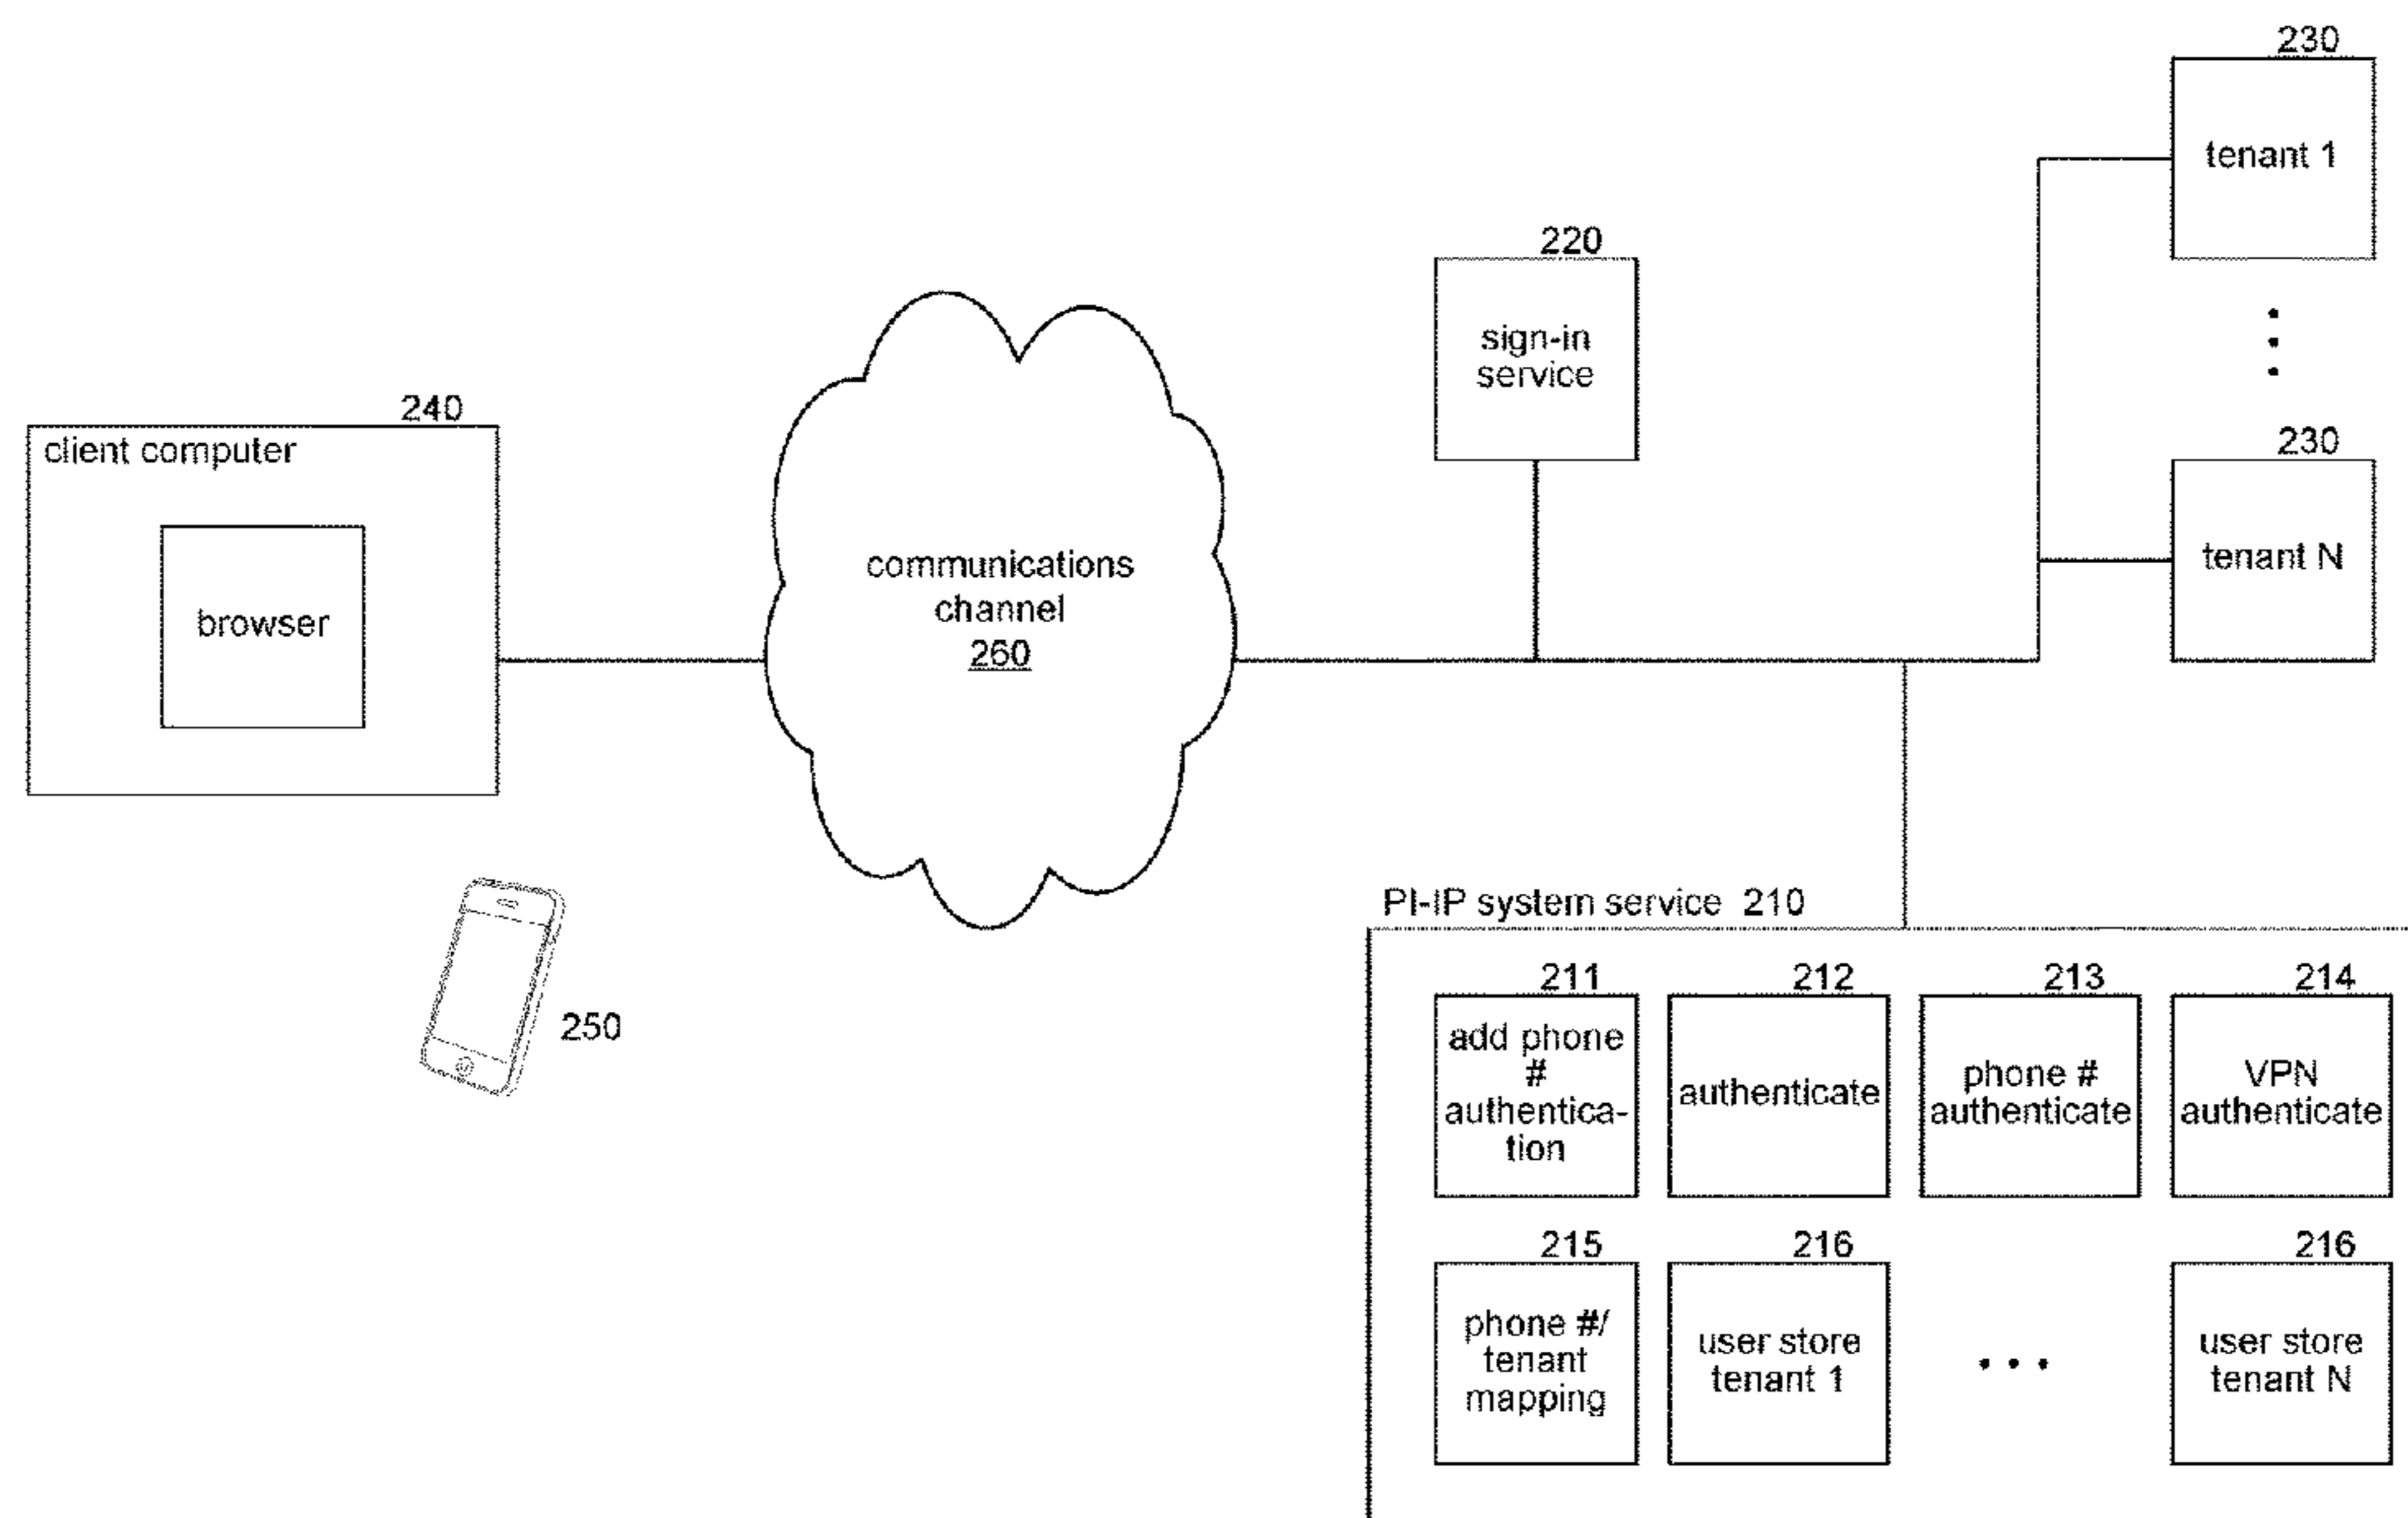 230
tenant 1
220
sign-in
service
230
tenant N
240
client computer
browser
communications
channel
260
250
PI-IP system service 210
211
add phone
#
authentica-
tion
212
authenticate
213
phone #
authenticate
214
VPN
authenticate
215
phone #/
tenant
mapping
216
user store
tenant 1
216
user store
tenant N